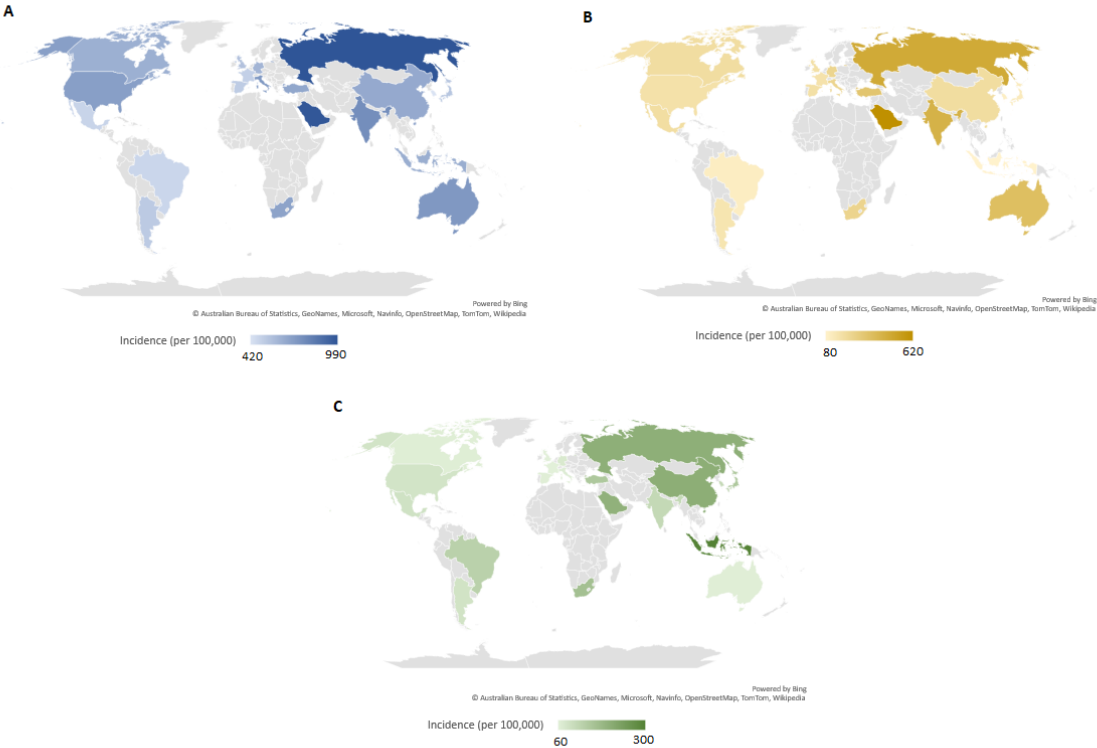 A
B
Powered by Bing
© Australian Bureau of Statistics, GeoNames, Microsoft, Navinfo, OpenStreetMap, TomTom, Wikipedia
Incidence (per 100,000)
420
990
Powered by Bing
© Australian Bureau of Statistics, GeoNames, Microsoft, Navinfo, OpenStreetMap, TomTom, Wikipedia
Incidence (per 100,000)
80
620
C
Powered by Bing
© Australian Bureau of Statistics, GeoNames, Microsoft, Navinfo, OpenStreetMap, TomTom, Wikipedia
Incidence (per 100,000)
60
300